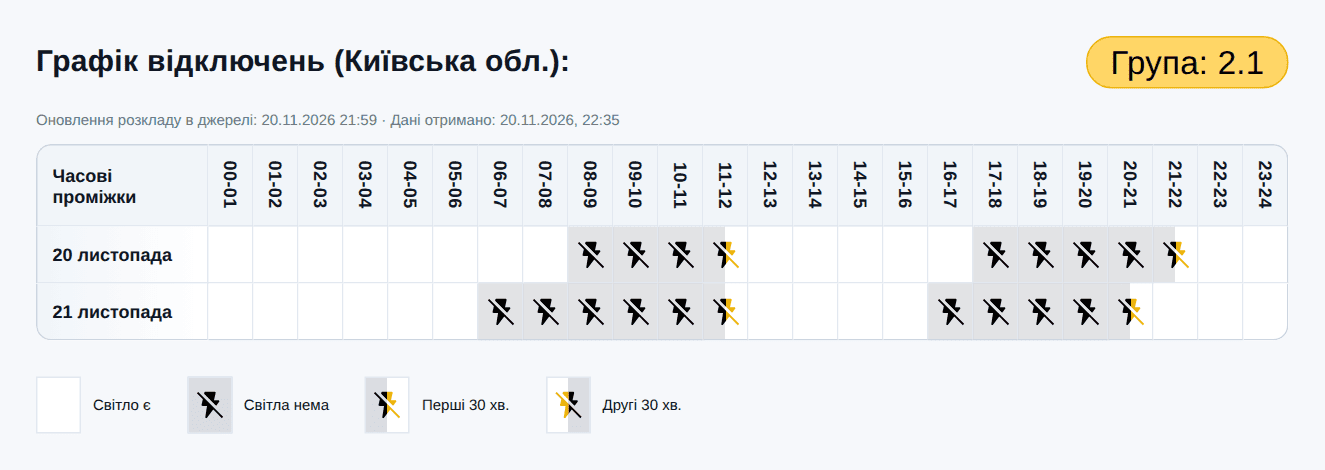 Графік відключень (Київська обл.):
Група: 2.1
Оновлення розкладу в джерелі: 20.11.2026 21:59 · Дані отримано: 20.11.2026, 22:35
Часові
проміжки
00-01
01-02
02-03
03-04
04-05
05-06
06-07
07-08
08-09
09-10
10-11
11-12
12-13
13-14
14-15
15-16
16-17
17-18
18-19
19-20
20-21
21-22
22-23
23-24
20 листопада
21 листопада
Світло є
Світла нема
Перші 30 хв.
Другі 30 хв.